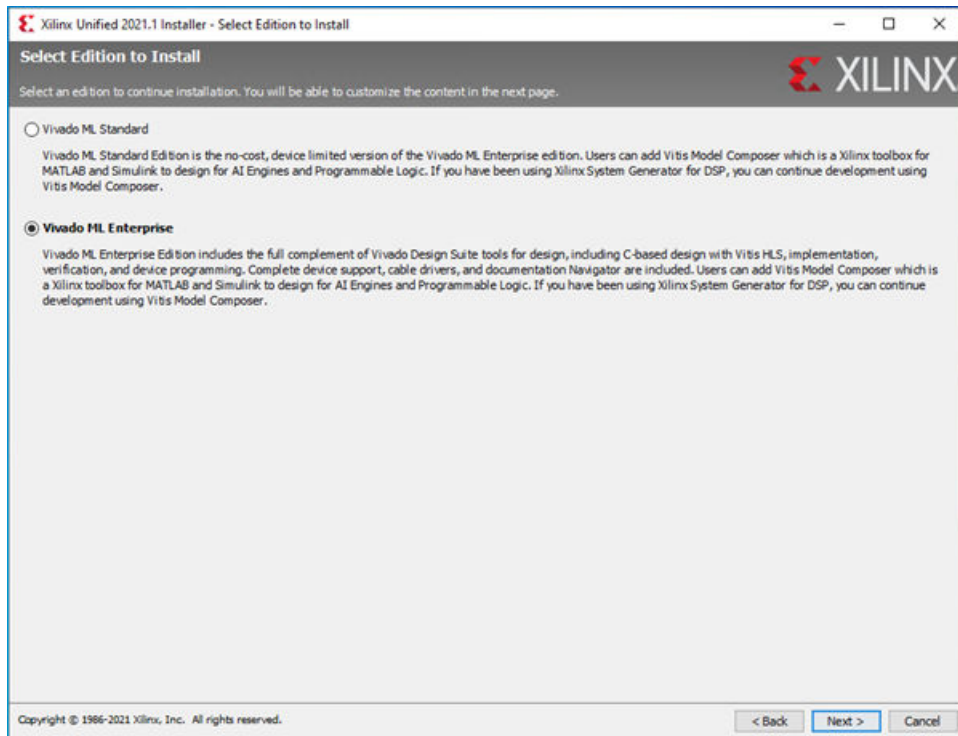 Xilinx Unified 2021.1 Installer - Select Edition to Install
Select Edition to Install
XILINX
Select an edition to continue installation. You will be able to customize the content in the next page.
Vivado ML Standard
Vivado ML Standard Edition is the no-cost, device limited version of the Vivado ML Enterprise edition. Users can add Vitis Model Composer which is a Xilinx toolbox for
MATLAB and Simulink to design for AI Engines and Programmable Logic. If you have been using Xilinx System Generator for DSP, you can continue development using
Vitis Model Composer.
Vivado ML Enterprise
Vivado ML Enterprise Edition includes the full complement of Vivado Design Suite tools for design, including C-based design with Vitis HLS, implementation,
verification, and device programming. Complete device support, cable drivers, and documentation Navigator are included. Users can add Vitis Model Composer which is
a Xilinx toolbox for MATLAB and Simulink to design for AI Engines and Programmable Logic. If you have been using Xilinx System Generator for DSP, you can continue
development using Vitis Model Composer.
Copyright © 1986-2021 Xilinx, Inc. All rights reserved.
< Back
Next >
Cancel